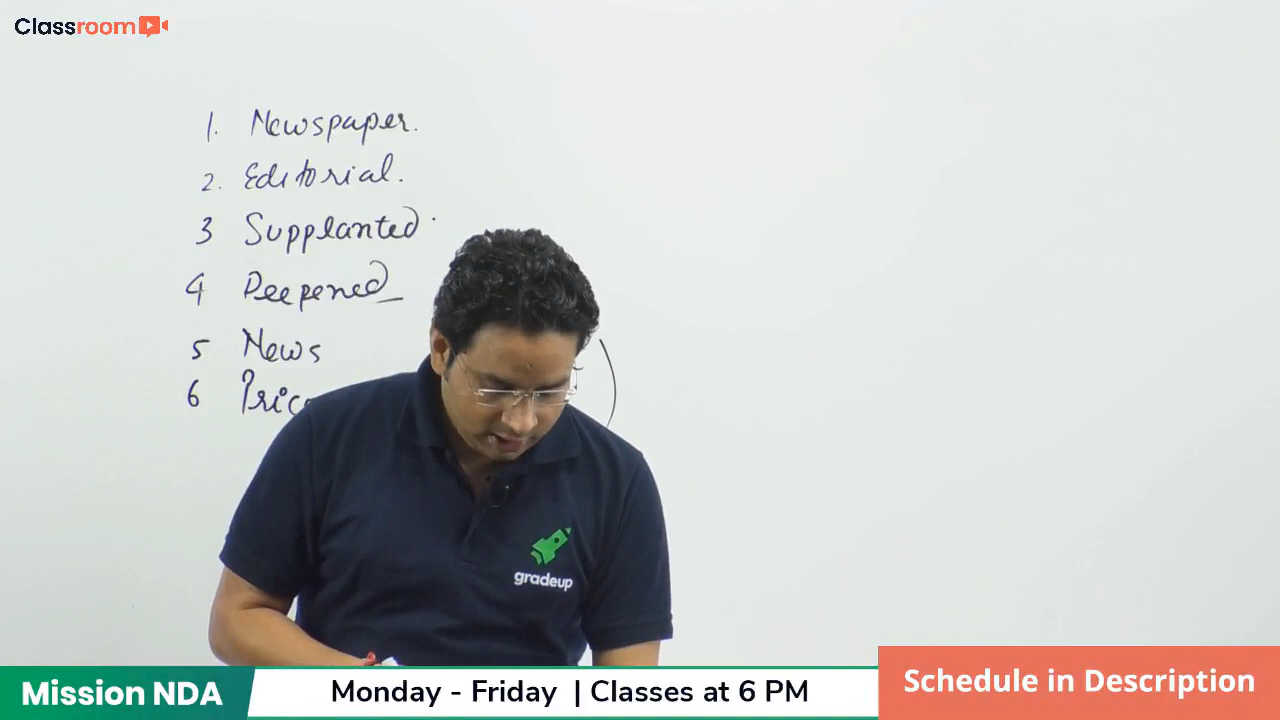 Classroom
1. Newspaper.
2. Editorial.
3 Supplanted
4 Deepened
5 News
6
gradeup
Mission NDA
Monday - Friday | Classes at 6 PM
Schedule in Description